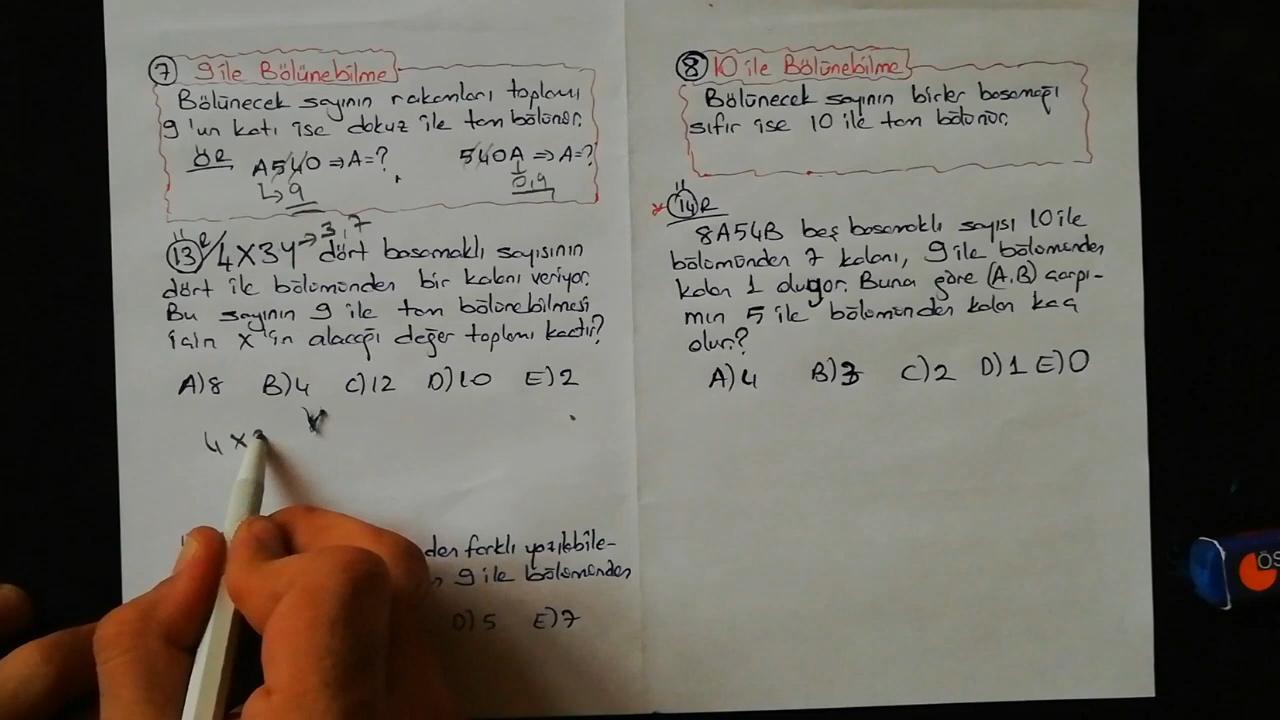 7 9 ile Bölünebilme
Bölünecek sayının rakamları toplamı
9'un katı ise dokuz ile tam bölünür.
ÖR A540 ⇒ A=? 540A ⇒ A=?
↳ 9 0,9
13 4X3Y → 3,7 dört basamaklı sayısının
dört ile bölümünden bir kalanı veriyor.
Bu sayının 9 ile tam bölünebilmesi
için X'in alacağı değer toplamı kaçtır?
A) 8 B) 4 C) 12 D) 10 E) 2
4 X 3
den farklı yazılabile-
9 ile bölümünden
D) 5 E) 7
8 10 ile Bölünebilme
Bölünecek sayının birler basamağı
sıfır ise 10 ile tam bölünür.
14
8A54B beş basamaklı sayısı 10 ile
bölümünden 7 kalanı, 9 ile bölümünden
kalan 1 oluyor. Buna göre (A.B) çarpı-
mın 5 ile bölümünden kalan kaç
olur?
A) 4 B) 3 C) 2 D) 1 E) 0
ÖS